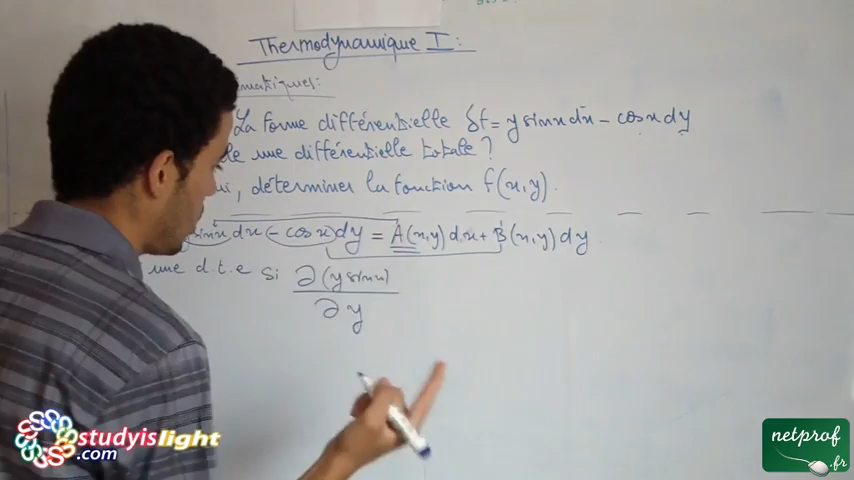 Thermodynamique I:
matiques:
La forme différentielle δf = y sinx dx - cosx dy
le une différentielle totale ?
ui, déterminer la fonction f(x,y).
sinx dx - cosx dy = A(x,y) dx + B(x,y) dy
une d.t.e si ∂(y sinx)
∂y
studyislight
.com
netprof
.fr